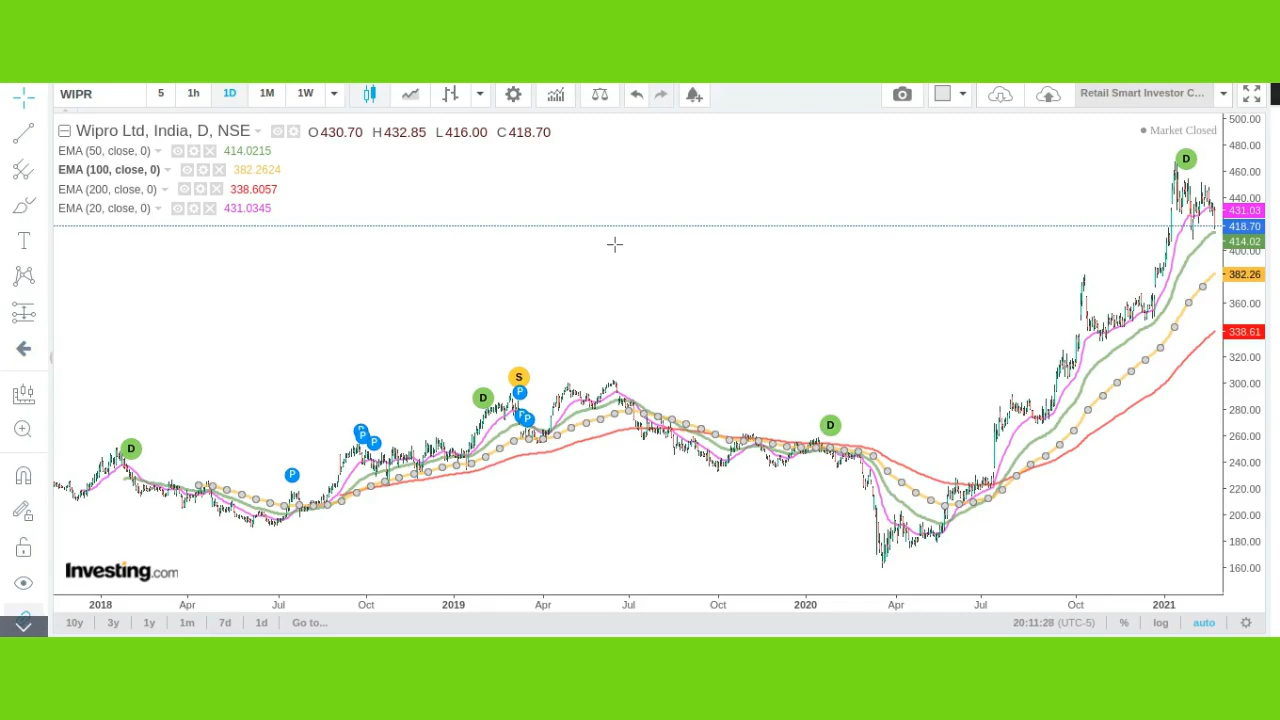 WIPR 5 1h 1D 1M 1W Retail Smart Investor C...
Wipro Ltd, India, D, NSE O430.70 H432.85 L416.00 C418.70 Market Closed
EMA (50, close, 0) 414.0215
EMA (100, close, 0) 382.2624
EMA (200, close, 0) 338.6057
EMA (20, close, 0) 431.0345
500.00
480.00
460.00
440.00
431.03
418.70
414.02
400.00
382.26
360.00
338.61
320.00
300.00
280.00
260.00
240.00
220.00
200.00
180.00
160.00
D
S
D P
P
P
D
D
P
P
P
P
Investing.com
2018 Apr Jul Oct 2019 Apr Jul Oct 2020 Apr Jul Oct 2021
10y 3y 1y 1m 7d 1d Go to... 20:11:28 (UTC-5) % log auto